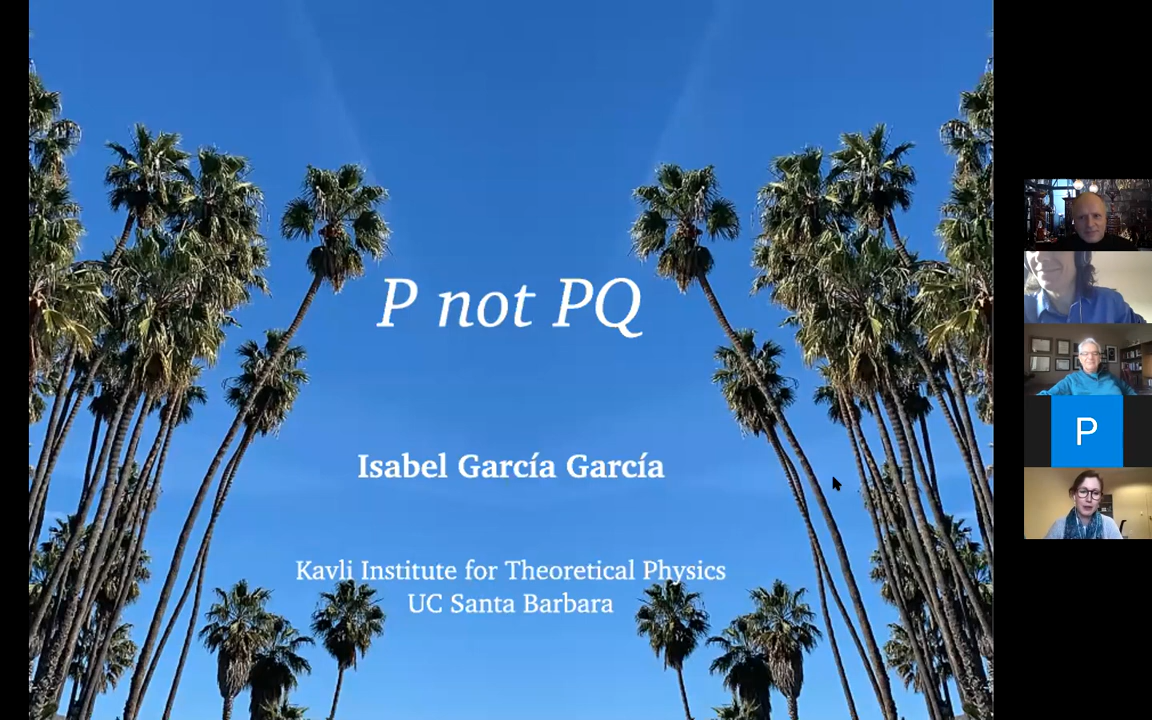 P not PQ
Isabel García García
Kavli Institute for Theoretical Physics
UC Santa Barbara
P